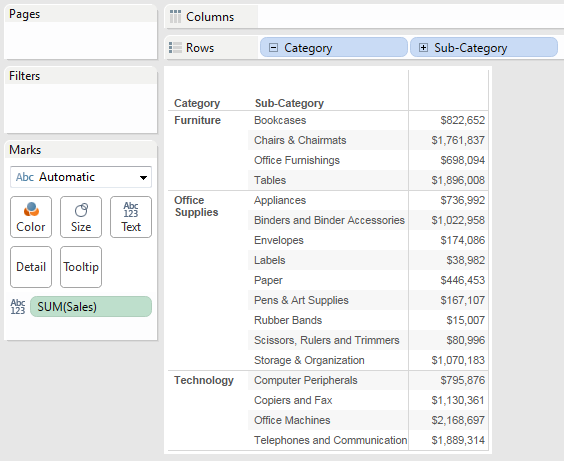 Pages
Filters
Marks
Abc Automatic
Color
Size
Abc
123
Text
Detail
Tooltip
Abc
123
SUM(Sales)
Columns
Rows
Category
Sub-Category
Category Sub-Category
Furniture Bookcases $822,652
Chairs & Chairmats $1,761,837
Office Furnishings $698,094
Tables $1,896,008
Office
Supplies
Appliances $736,992
Binders and Binder Accessories $1,022,958
Envelopes $174,086
Labels $38,982
Paper $446,453
Pens & Art Supplies $167,107
Rubber Bands $15,007
Scissors, Rulers and Trimmers $80,996
Storage & Organization $1,070,183
Technology Computer Peripherals $795,876
Copiers and Fax $1,130,361
Office Machines $2,168,697
Telephones and Communication $1,889,314